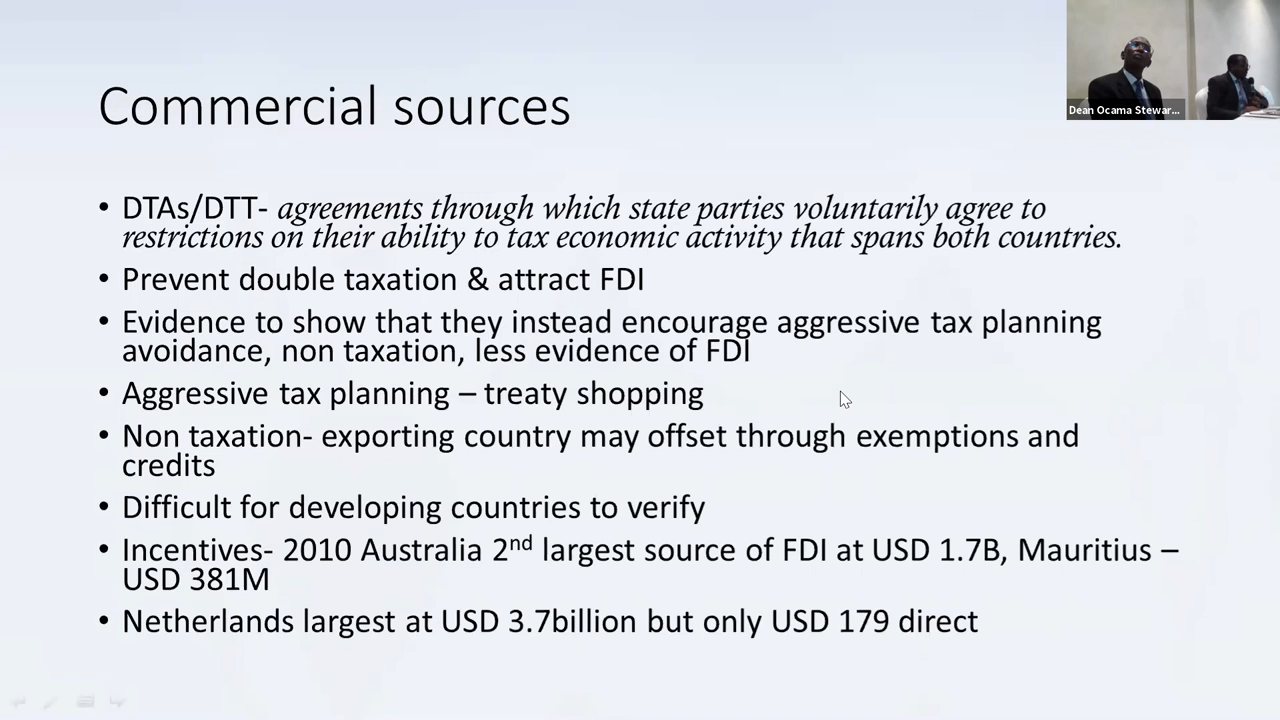 Commercial sources
Dean Ocama Stewar...
• DTAs/DTT- agreements through which state parties voluntarily agree to
restrictions on their ability to tax economic activity that spans both countries.
• Prevent double taxation & attract FDI
• Evidence to show that they instead encourage aggressive tax planning
avoidance, non taxation, less evidence of FDI
• Aggressive tax planning – treaty shopping
• Non taxation- exporting country may offset through exemptions and
credits
• Difficult for developing countries to verify
• Incentives- 2010 Australia 2nd largest source of FDI at USD 1.7B, Mauritius –
USD 381M
• Netherlands largest at USD 3.7billion but only USD 179 direct